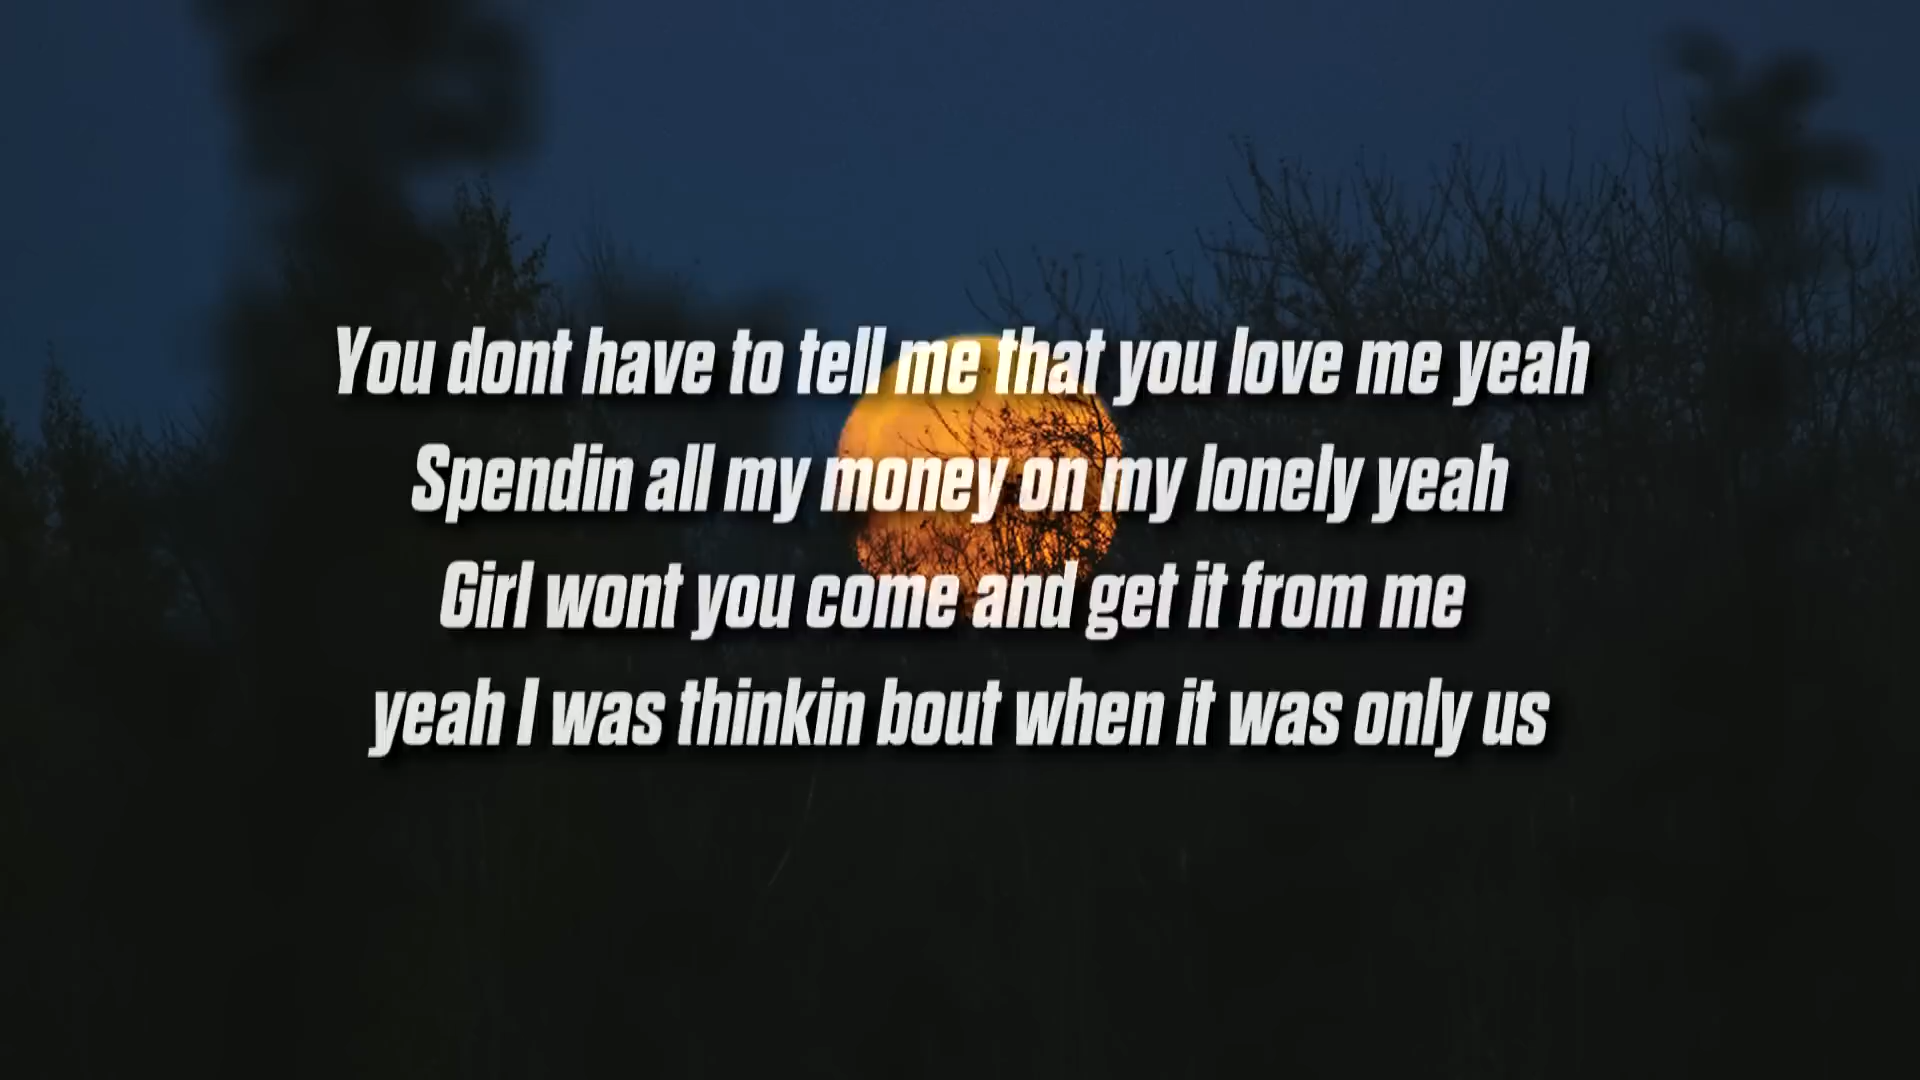 You dont have to tell me that you love me yeah
Spendin all my money on my lonely yeah
Girl wont you come and get it from me
yeah I was thinkin bout when it was only us